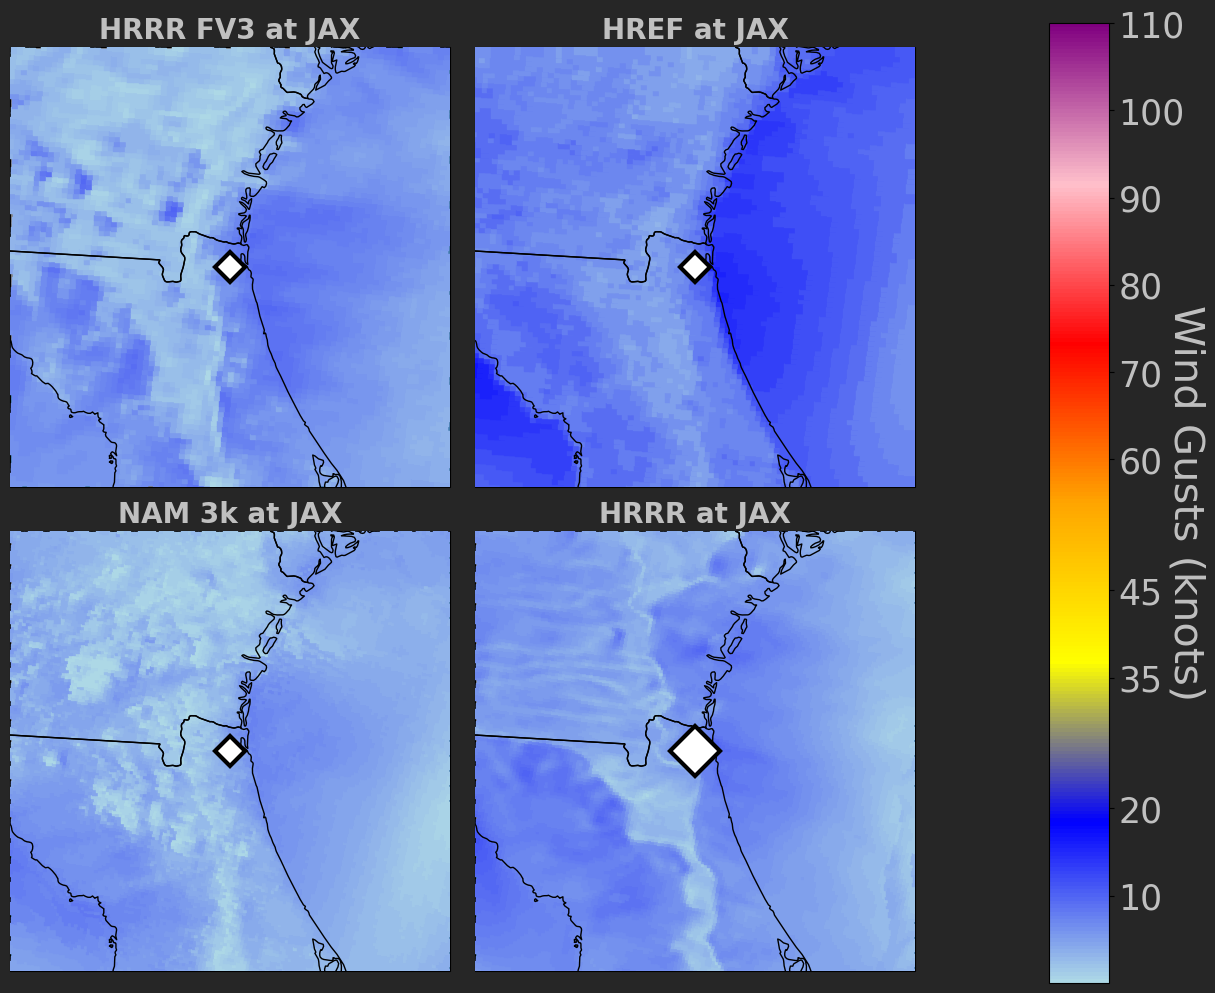 HRRR FV3 at JAX
HREF at JAX
NAM 3k at JAX
HRRR at JAX
110
100
90
80
70
60
45
35
20
10
Wind Gusts (knots)